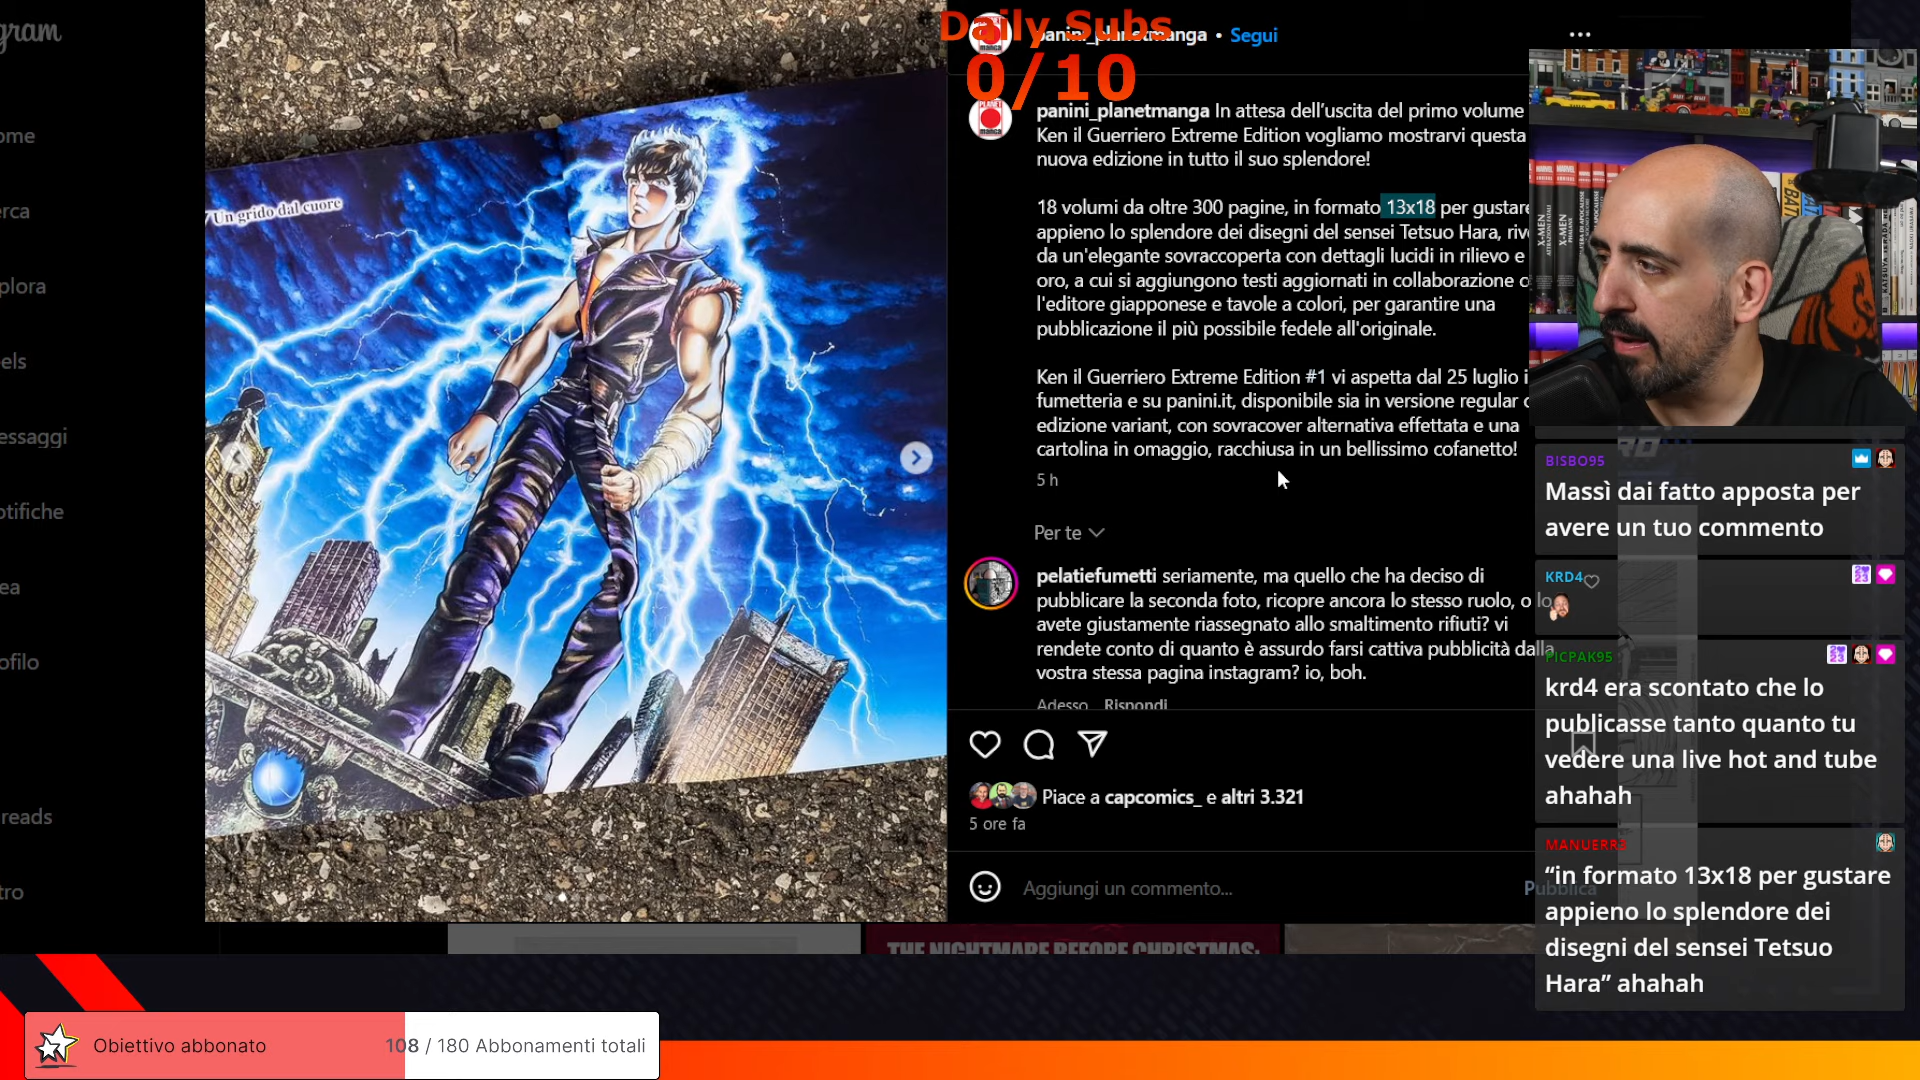 gram
ome
erca
plora
els
essaggi
otifiche
ea
ofilo
reads
tro
Un grido dal cuore
Daily Subs
0/10
panini_planetmanga • Segui
panini_planetmanga In attesa dell'uscita del primo volume
Ken il Guerriero Extreme Edition vogliamo mostrarvi questa
nuova edizione in tutto il suo splendore!
18 volumi da oltre 300 pagine, in formato 13x18 per gustare
appieno lo splendore dei disegni del sensei Tetsuo Hara, rive
da un'elegante sovraccoperta con dettagli lucidi in rilievo e
oro, a cui si aggiungono testi aggiornati in collaborazione c
l'editore giapponese e tavole a colori, per garantire una
pubblicazione il più possibile fedele all'originale.
Ken il Guerriero Extreme Edition #1 vi aspetta dal 25 luglio i
fumetteria e su panini.it, disponibile sia in versione regular c
edizione variant, con sovracover alternativa effettata e una
cartolina in omaggio, racchiusa in un bellissimo cofanetto!
5 h
Per te
pelatiefumetti seriamente, ma quello che ha deciso di
pubblicare la seconda foto, ricopre ancora lo stesso ruolo, o lo
avete giustamente riassegnato allo smaltimento rifiuti? vi
rendete conto di quanto è assurdo farsi cattiva pubblicità dalla
vostra stessa pagina instagram? io, boh.
Adesso Rispondi
Piace a capcomics_ e altri 3.321
5 ore fa
Aggiungi un commento...
Pubblica
THE NIGHTMARE BEFORE CHRISTMAS:
X-MEN
X-MEN
BISBO95
Massì dai fatto apposta per
avere un tuo commento
KRD4
PICPAK95
krd4 era scontato che lo
publicasse tanto quanto tu
vedere una live hot and tube
ahahah
MANUERR2
“in formato 13x18 per gustare
appieno lo splendore dei
disegni del sensei Tetsuo
Hara” ahahah
Obiettivo abbonato
108 / 180 Abbonamenti totali